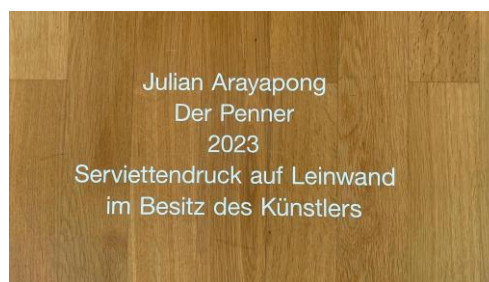 Julian Arayapong
Der Penner
2023
Serviettendruck auf Leinwand
im Besitz des Künstlers